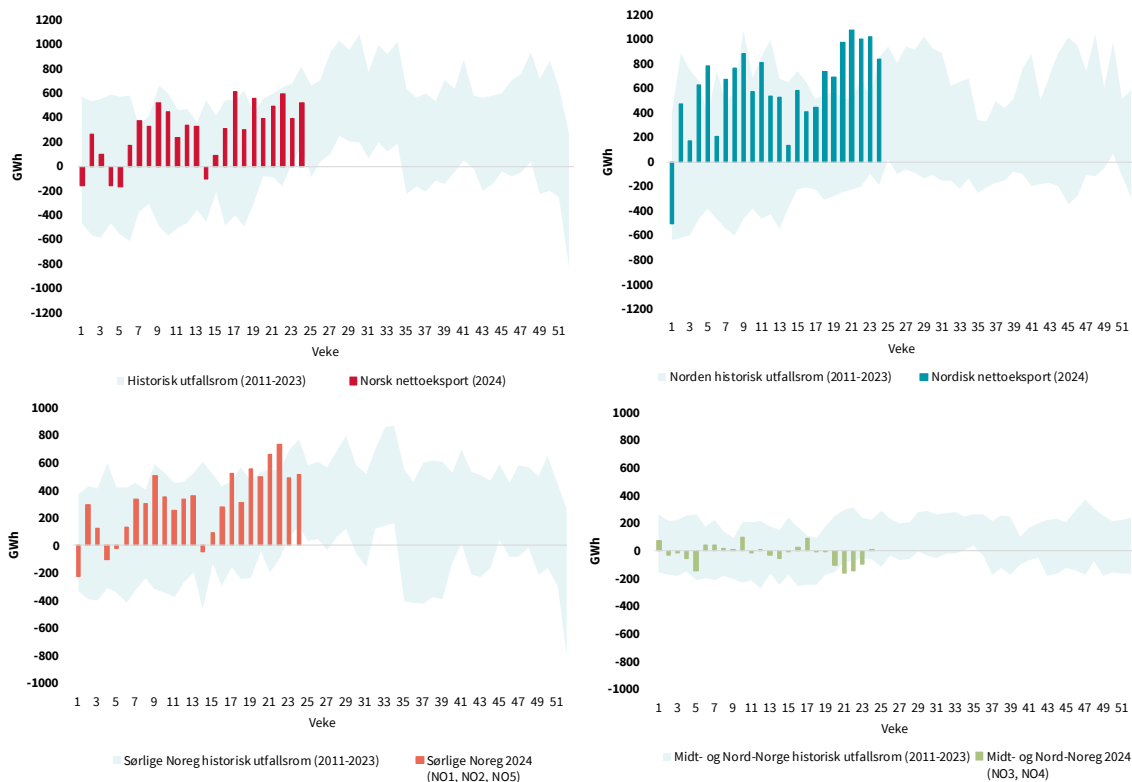 1200
1000
800
600
400
200
0
-200
-400
-600
-800
-1000
-1200
GWh
1 3 5 7 9 11 13 15 17 19 21 23 25 27 29 31 33 35 37 39 41 43 45 47 49 51
Veke
Historisk utfallsrom (2011-2023) Norsk nettoeksport (2024)
1200
1000
800
600
400
200
0
-200
-400
-600
-800
-1000
-1200
GWh
1 3 5 7 9 11 13 15 17 19 21 23 25 27 29 31 33 35 37 39 41 43 45 47 49 51
Veke
Norden historisk utfallsrom (2011-2023) Nordisk nettoeksport (2024)
1000
800
600
400
200
0
-200
-400
-600
-800
-1000
GWh
1 3 5 7 9 11 13 15 17 19 21 23 25 27 29 31 33 35 37 39 41 43 45 47 49 51
Veke
Sørlige Noreg historisk utfallsrom (2011-2023) Sørlige Noreg 2024
(NO1, NO2, NO5)
1000
800
600
400
200
0
-200
-400
-600
-800
-1000
GWh
1 3 5 7 9 11 13 15 17 19 21 23 25 27 29 31 33 35 37 39 41 43 45 47 49 51
Veke
Midt- og Nord-Norge historisk utfallsrom (2011-2023) Midt- og Nord-Noreg 2024
(NO3, NO4)